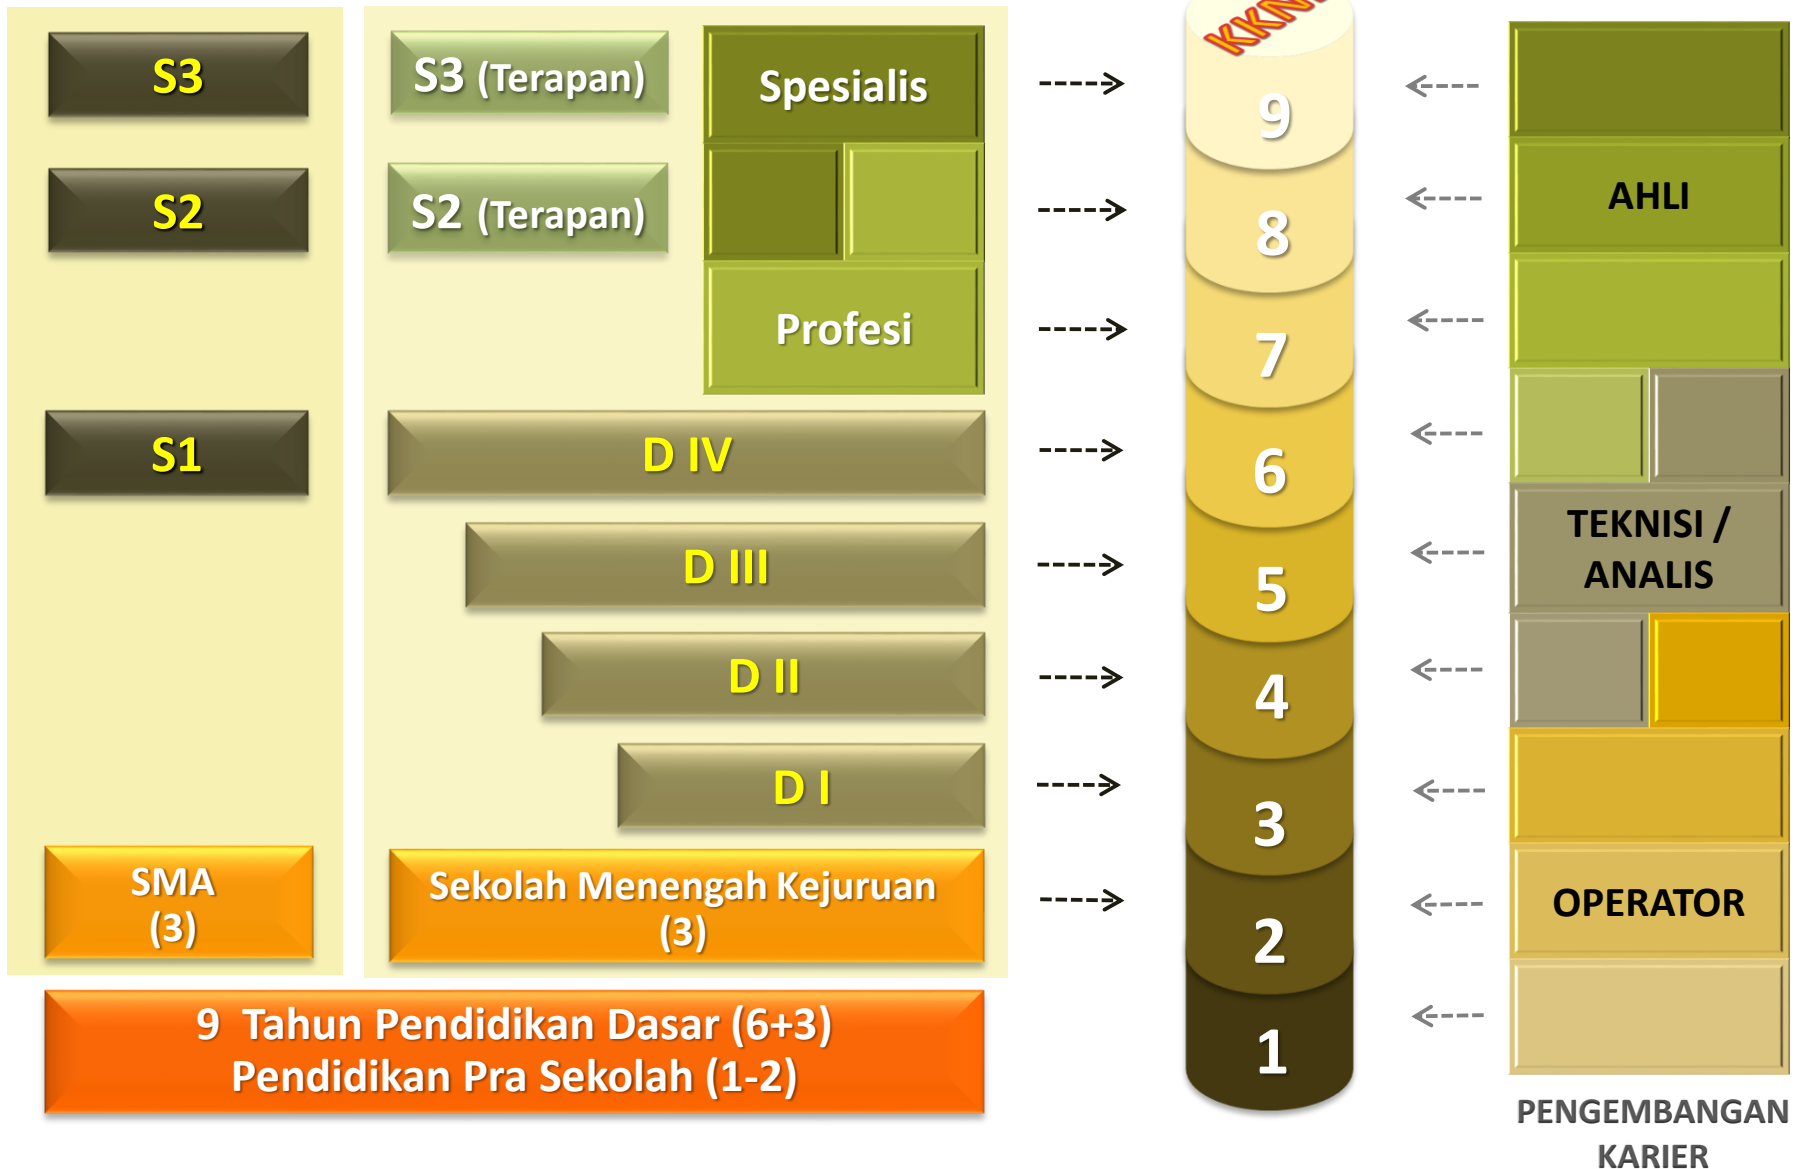 S3
S3 (Terapan)
Spesialis
S2
S2 (Terapan)
Profesi
S1
D IV
D III
D II
D I
SMA
(3)
Sekolah Menengah Kejuruan
(3)
9 Tahun Pendidikan Dasar (6+3)
Pendidikan Pra Sekolah (1-2)
9
8
7
6
5
4
3
2
1
AHLI
TEKNISI /
ANALIS
OPERATOR
PENGEMBANGAN
KARIER